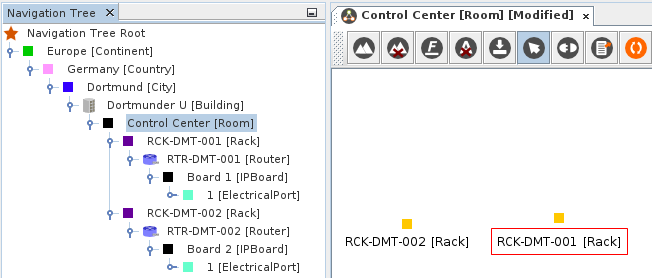 Navigation Tree ×
Navigation Tree Root
Europe [Continent]
Germany [Country]
Dortmund [City]
Dortmunder U [Building]
Control Center [Room]
RCK-DMT-001 [Rack]
RTR-DMT-001 [Router]
Board 1 [IPBoard]
1 [ElectricalPort]
RCK-DMT-002 [Rack]
RTR-DMT-002 [Router]
Board 2 [IPBoard]
1 [ElectricalPort]
Control Center [Room] [Modified] ×
RCK-DMT-002 [Rack]
RCK-DMT-001 [Rack]